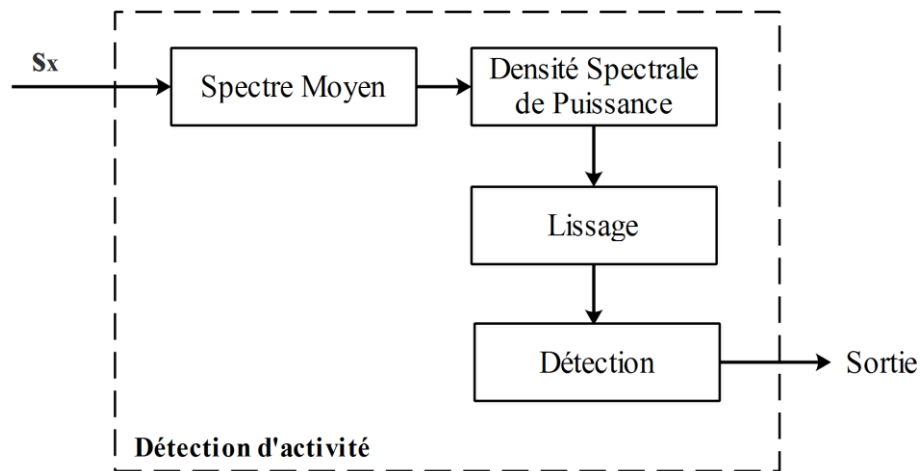 Sx
Spectre Moyen
Densité Spectrale
de Puissance
Lissage
Détection
Sortie
Détection d'activité